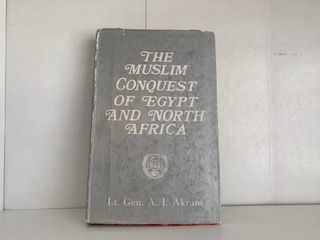 THE
MUSLIM
CONQUEST
OF EGYPT
AND NORTH
AFRICA
Lt. Gen. A. I. Akram